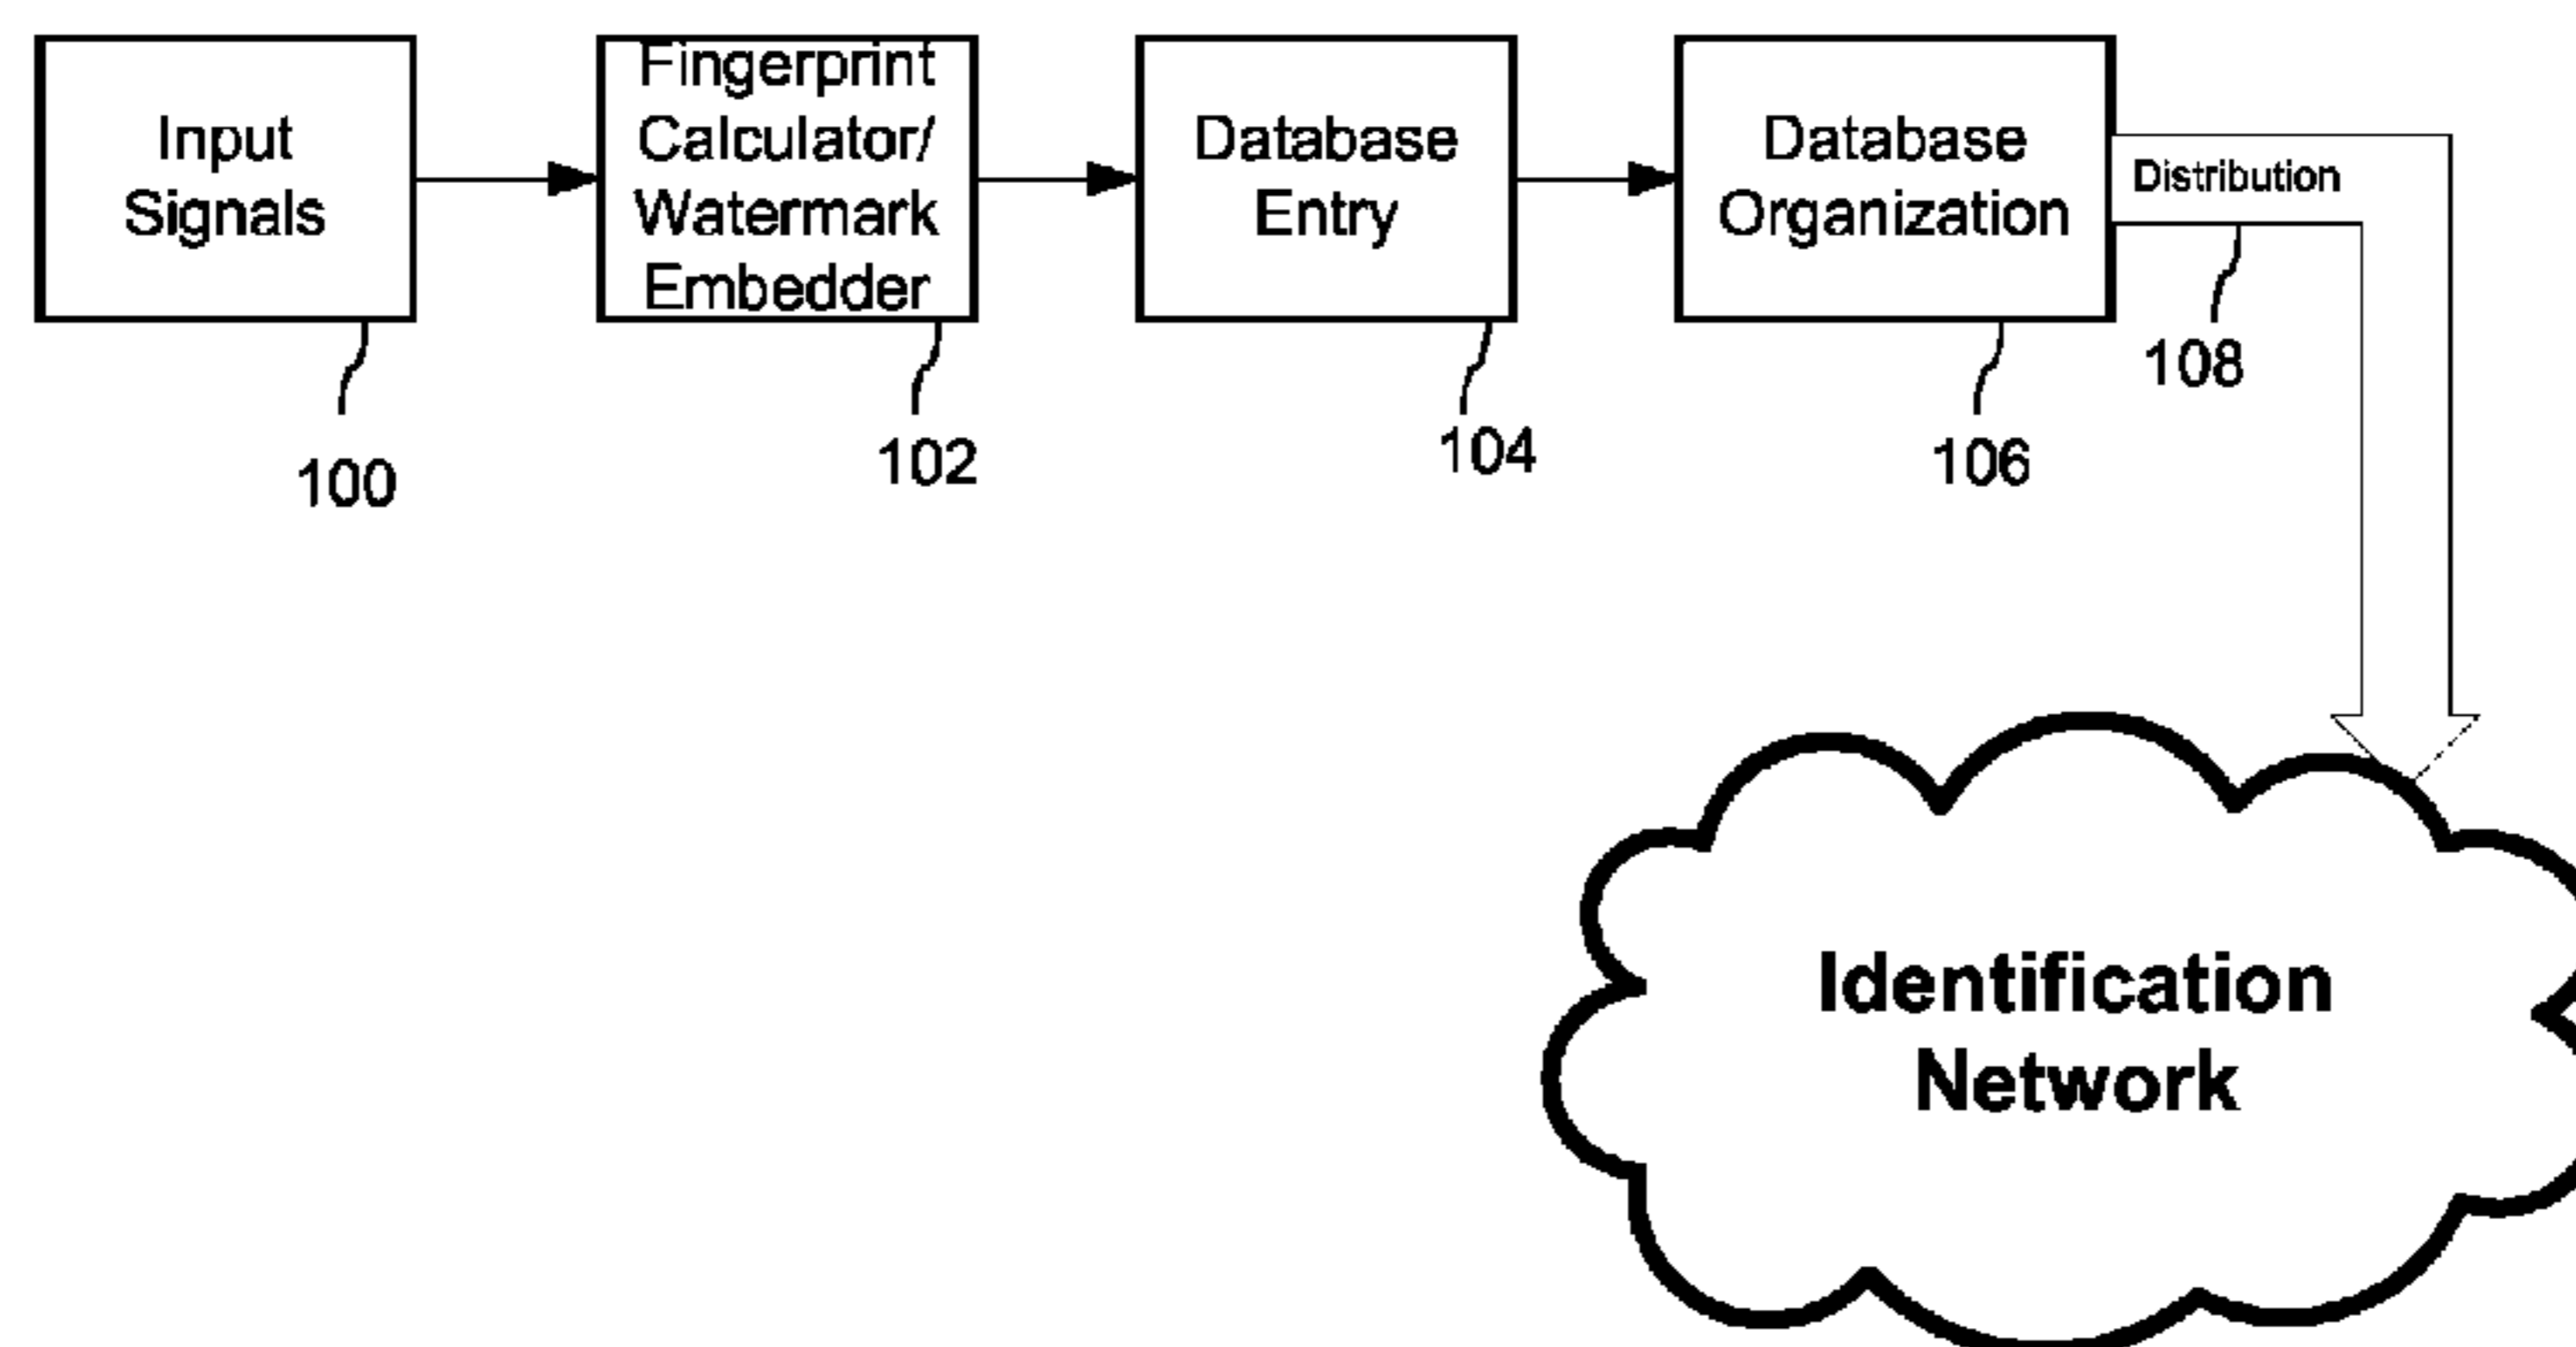 Input
Signals
Fingerprint
Calculator/
Watermark
Embedder
Database
Entry
Database
Organization
Distribution
100
102
104
106
108
Identification
Network